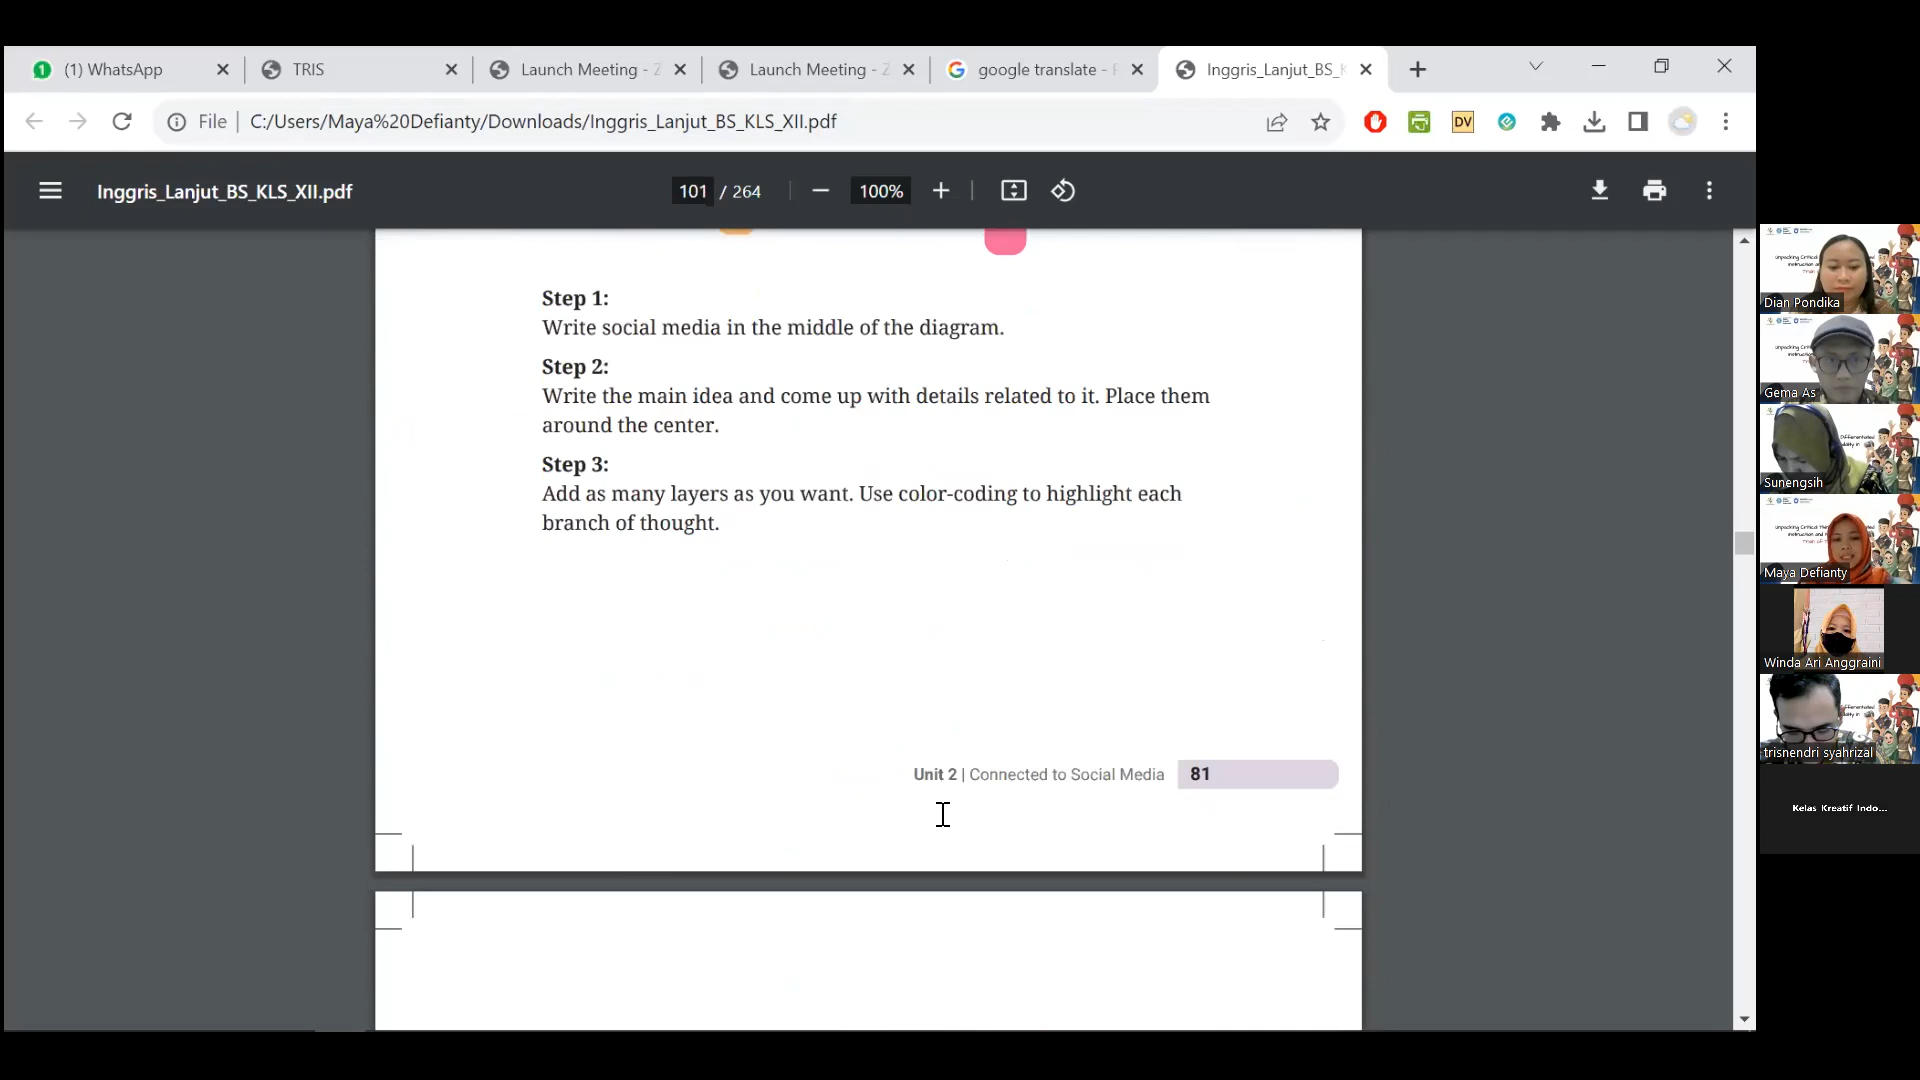 (1) WhatsApp
TRIS
Launch Meeting - Z
Launch Meeting - Z
google translate -
Inggris_Lanjut_BS_K
File
C:/Users/Maya%20Defianty/Downloads/Inggris_Lanjut_BS_KLS_XII.pdf
DV
Inggris_Lanjut_BS_KLS_XII.pdf
101 / 264
100%
Step 1:
Write social media in the middle of the diagram.
Step 2:
Write the main idea and come up with details related to it. Place them
around the center.
Step 3:
Add as many layers as you want. Use color-coding to highlight each
branch of thought.
Unit 2 | Connected to Social Media 81
Dian Pondika
Gema As
Sunengsih
Maya Defianty
Winda Ari Anggraini
trisnendri syahrizal
Kelas Kreatif Indo...